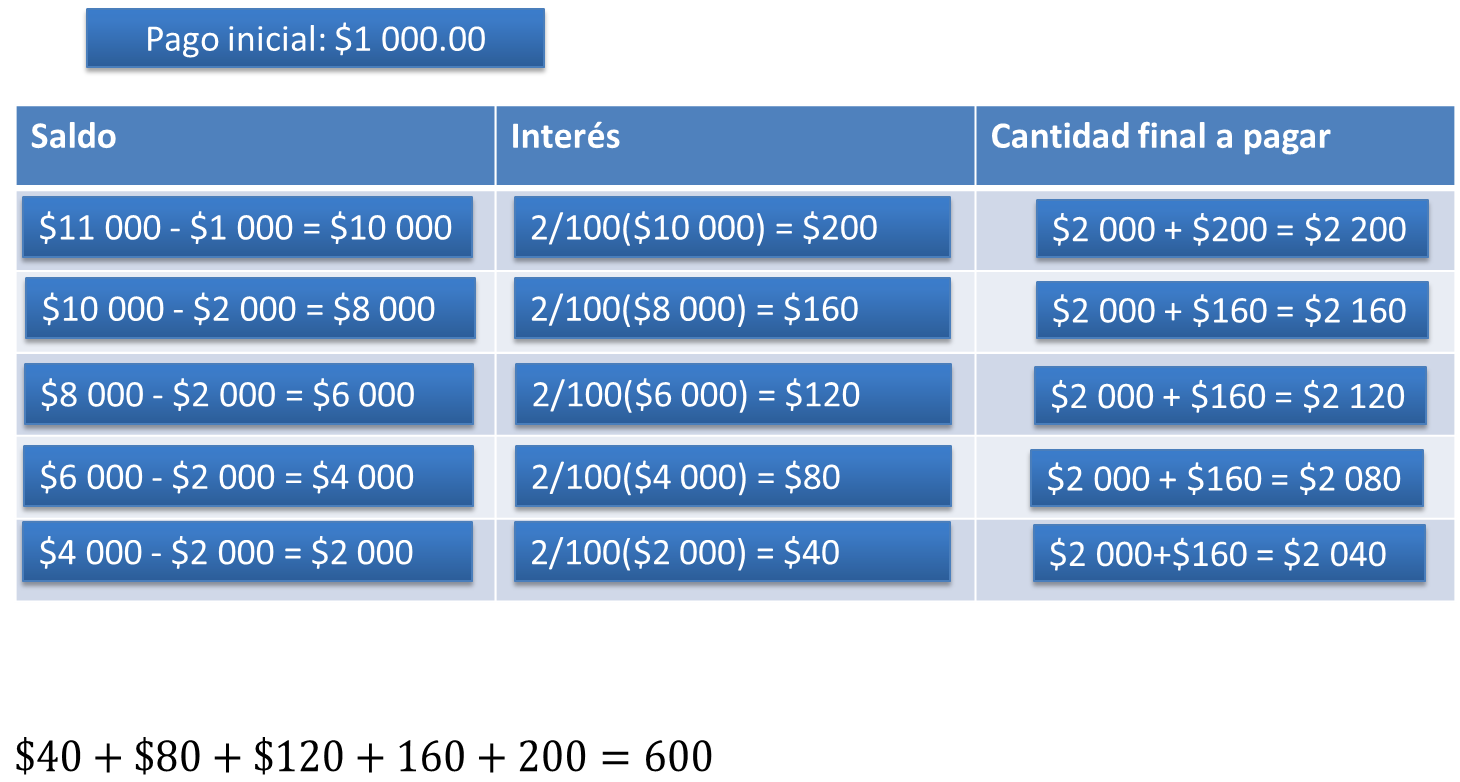 Pago inicial: $1 000.00
Saldo Interés Cantidad final a pagar
$11 000 - $1 000 = $10 000 2/100($10 000) = $200 $2 000 + $200 = $2 200
$10 000 - $2 000 = $8 000 2/100($8 000) = $160 $2 000 + $160 = $2 160
$8 000 - $2 000 = $6 000 2/100($6 000) = $120 $2 000 + $160 = $2 120
$6 000 - $2 000 = $4 000 2/100($4 000) = $80 $2 000 + $160 = $2 080
$4 000 - $2 000 = $2 000 2/100($2 000) = $40 $2 000+$160 = $2 040
$40 + $80 + $120 + 160 + 200 = 600